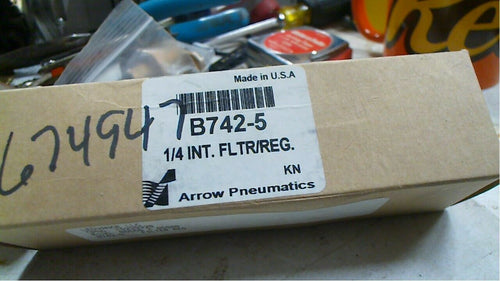 Made in U.S.A
B742-5
1/4 INT. FLTR/REG.
KN
Arrow Pneumatics
674947